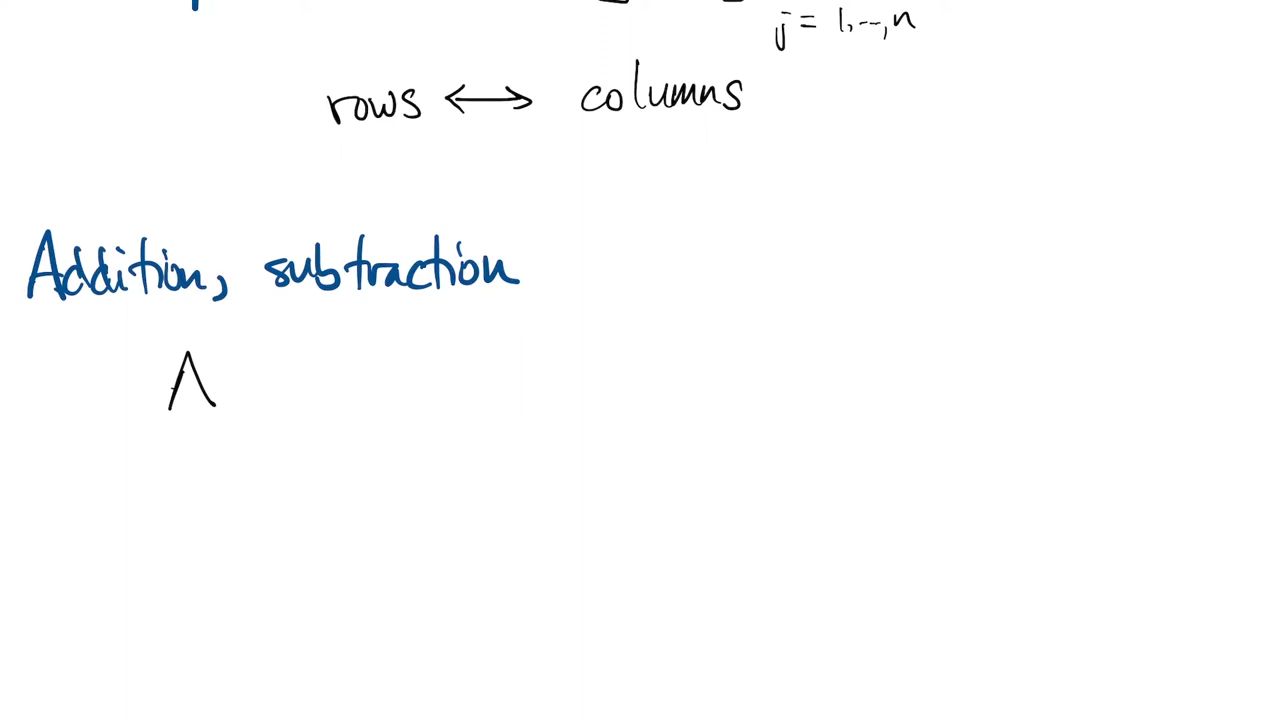 j = 1,...,n
rows ↔ columns
Addition, subtraction